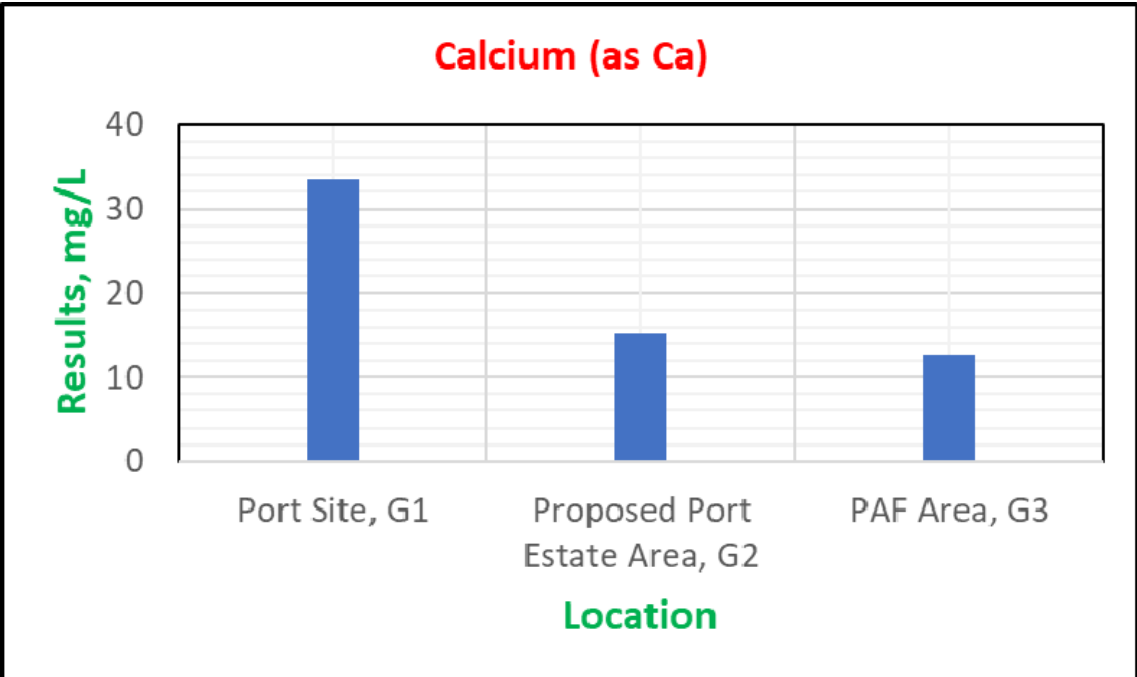 Calcium (as Ca)
Results, mg/L
40
30
20
10
0
Port Site, G1
Proposed Port
Estate Area, G2
PAF Area, G3
Location